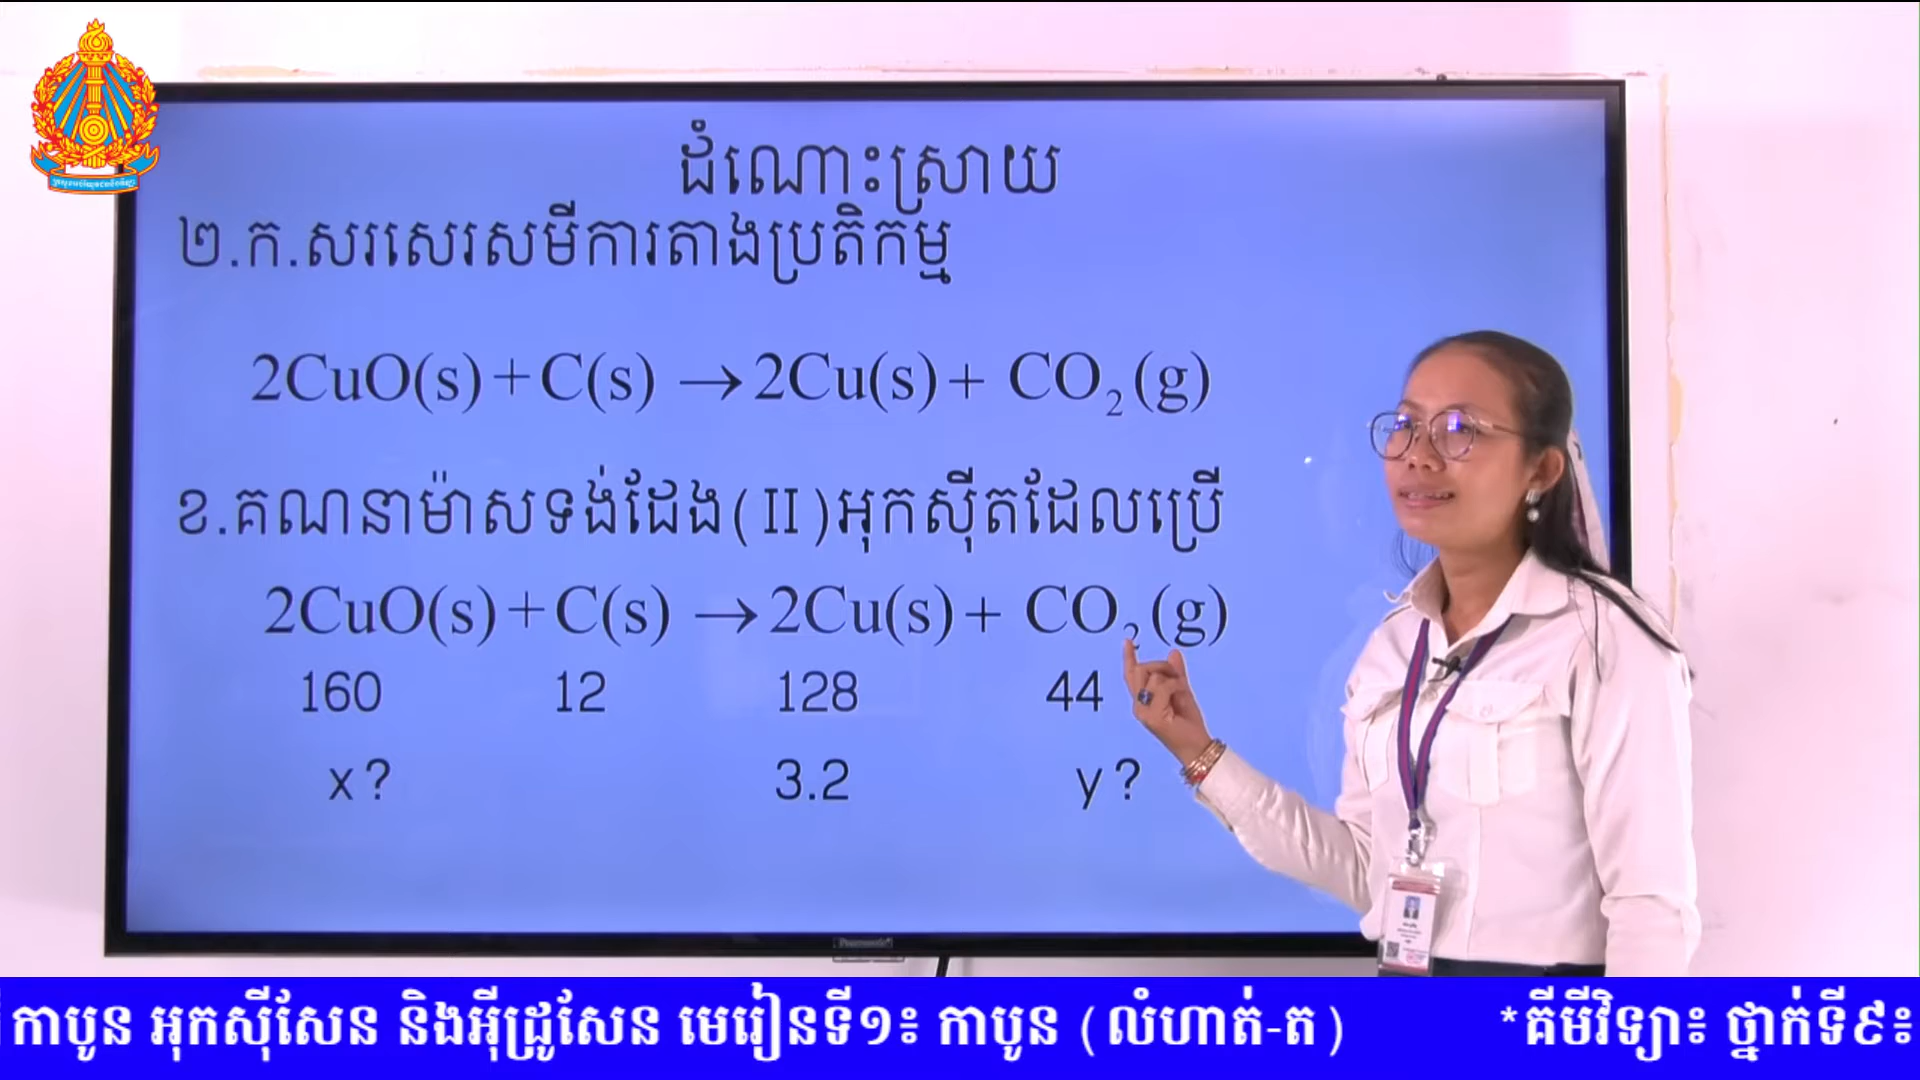 ដំណោះស្រាយ
២.ក.សរសេរសមីការតាងប្រតិកម្ម
2CuO(s)+C(s) →2Cu(s)+ CO₂(g)
ខ.គណនាម៉ាសទង់ដែង(II)អុកស៊ីតដែលប្រើ
2CuO(s)+C(s) →2Cu(s)+ CO₂(g)
160 12 128 44
x? 3.2 y?
កាបូន អុកស៊ីសែន និងអ៊ីដ្រូសែន មេរៀនទី១៖ កាបូន (លំហាត់-ត) *គីមីវិទ្យា៖ ថ្នាក់ទី៩៖